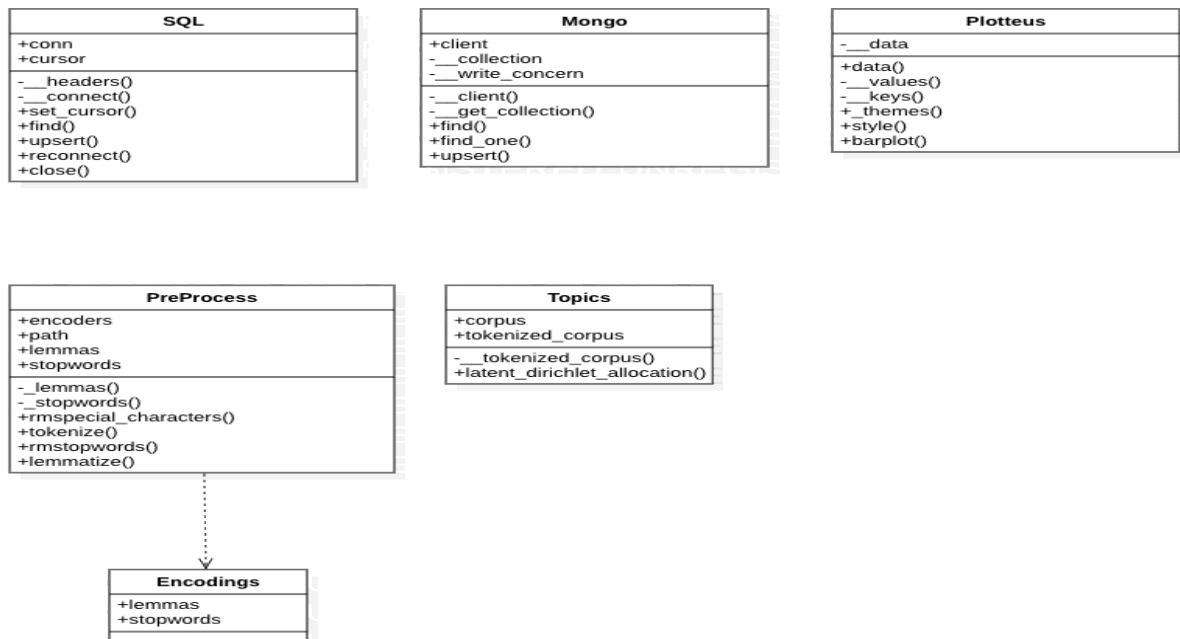 SQL
+conn
+cursor
-__headers()
-__connect()
+set_cursor()
+find()
+upsert()
+reconnect()
+close()
Mongo
+client
-__collection
-__write_concern
-__client()
-__get_collection()
+find()
+find_one()
+upsert()
Plotteus
-__data
+data()
-__values()
-__keys()
+_themes()
+style()
+barplot()
PreProcess
+encoders
+path
+lemmas
+stopwords
-_lemmas()
-_stopwords()
+rmspecial_characters()
+tokenize()
+rmstopwords()
+lemmatize()
Topics
+corpus
+tokenized_corpus
-__tokenized_corpus()
+latent_dirichlet_allocation()
Encodings
+lemmas
+stopwords